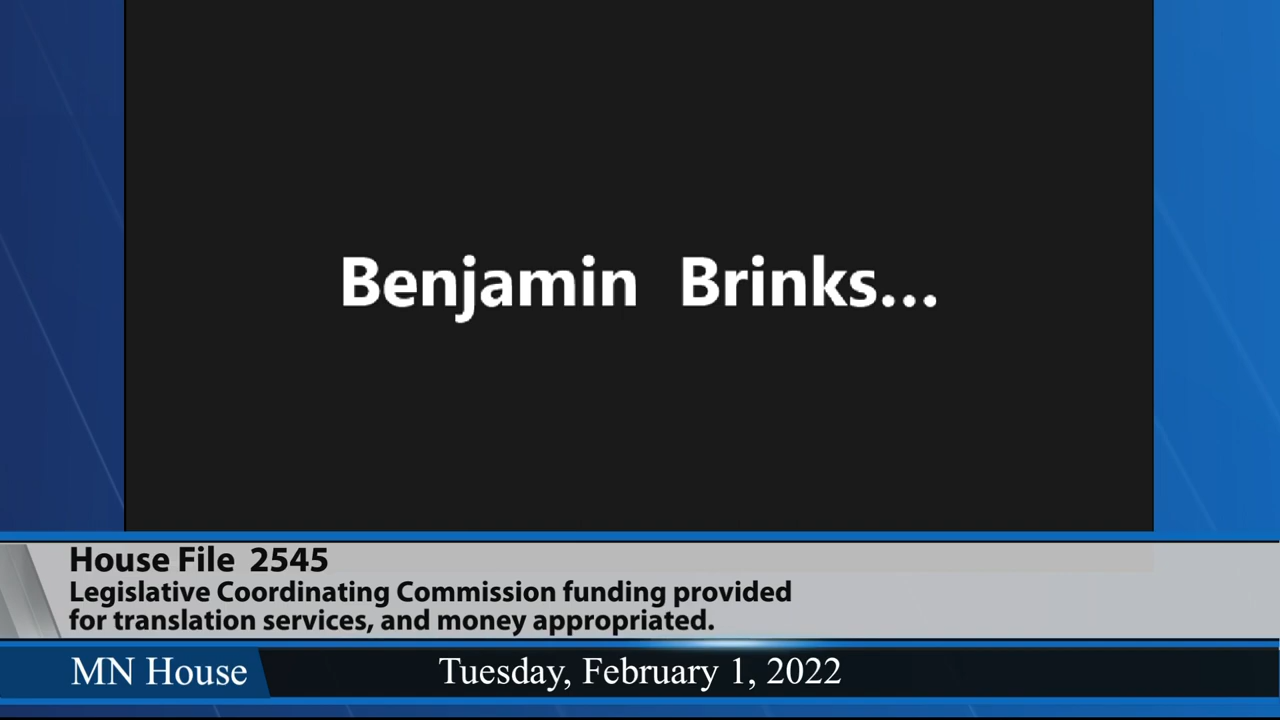 Benjamin Brinks...
House File 2545
Legislative Coordinating Commission funding provided
for translation services, and money appropriated.
MN House
Tuesday, February 1, 2022